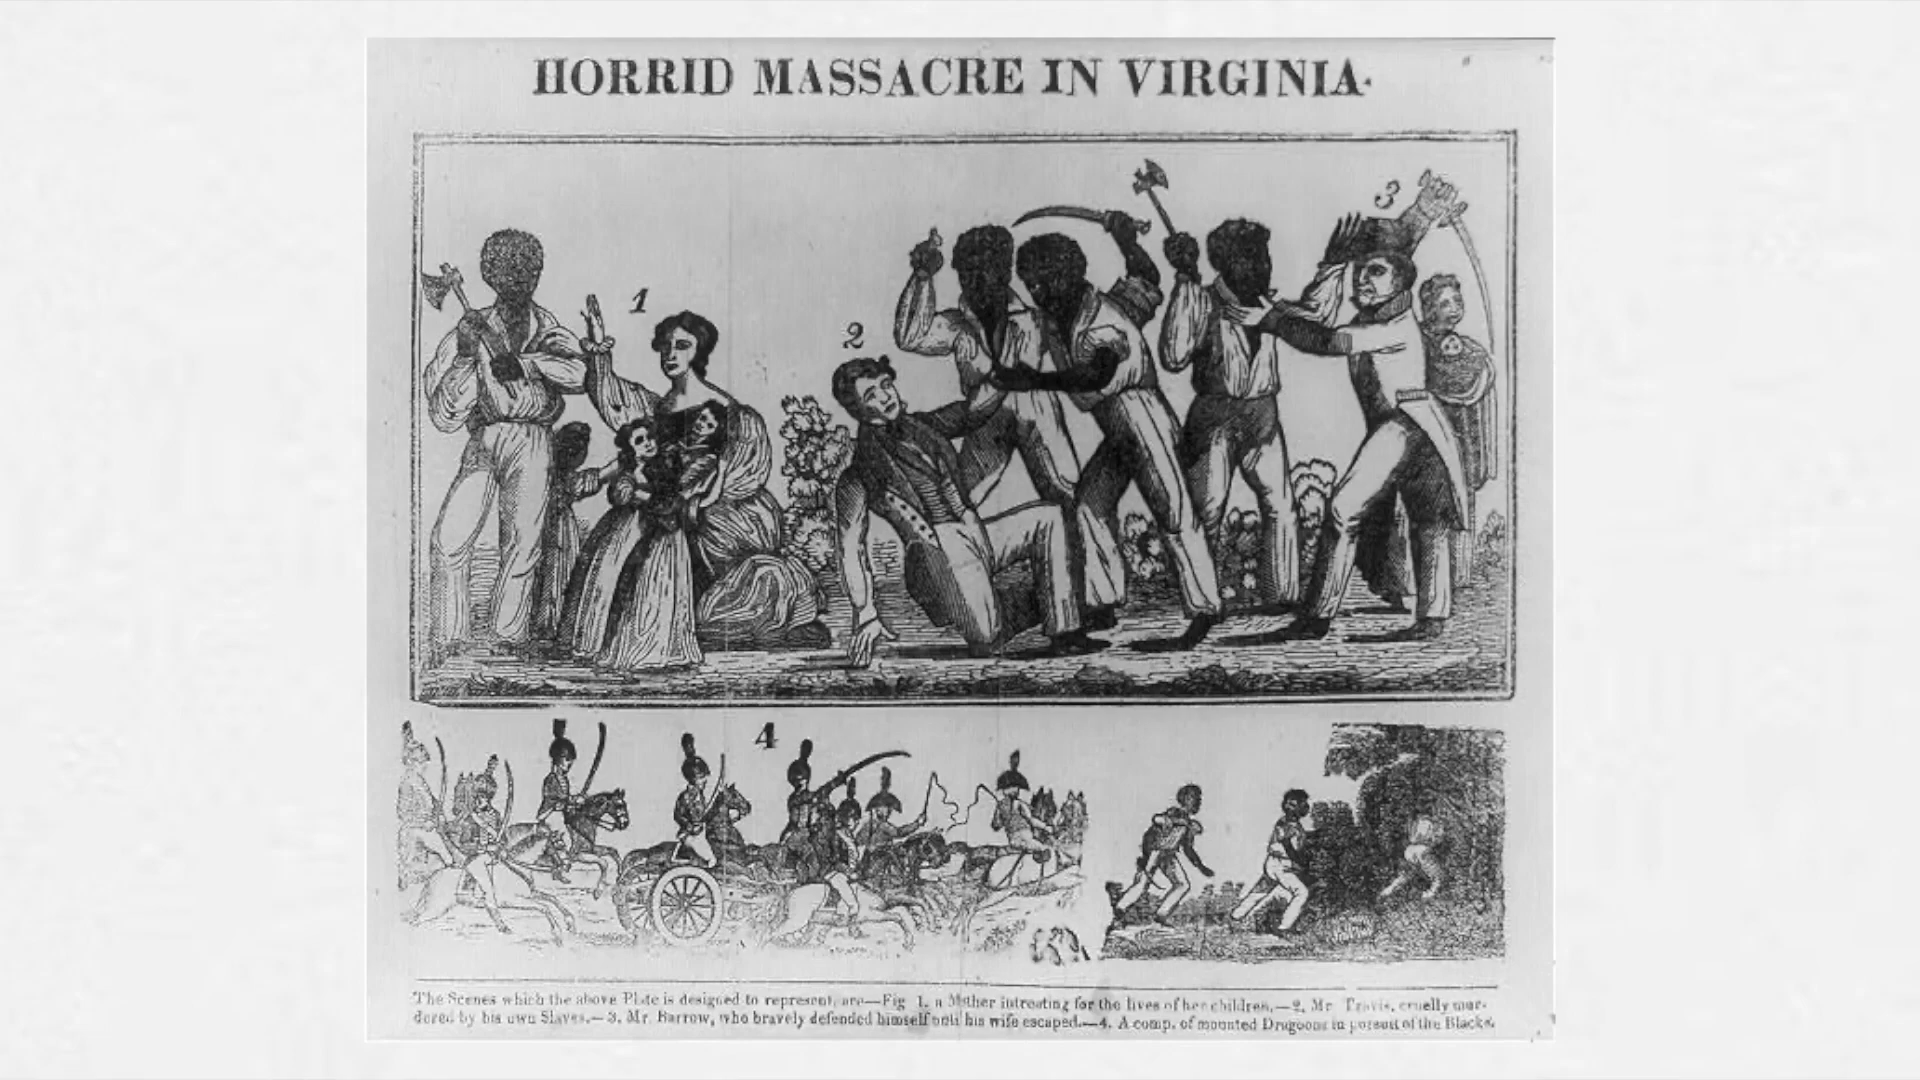 HORRID MASSACRE IN VIRGINIA.
1
2
3
4
The Scenes which the above Plate is designed to represent, are—Fig 1. a Mother intreating for the lives of her children.—2. Mr. Travis, cruelly mur-
dered by his own Slaves.—3. Mr. Barrow, who bravely defended himself until his wife escaped.—4. A comp. of mounted Dragoons in pursuit of the Blacks.